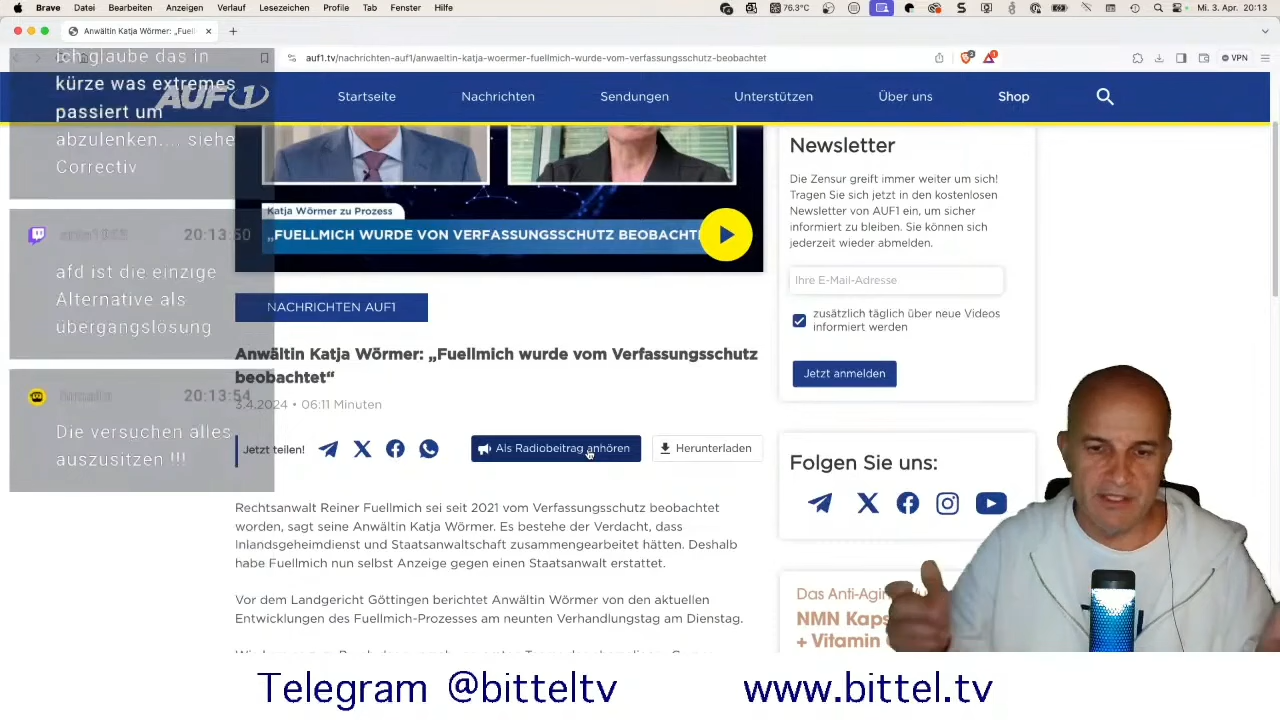 Brave Datei Bearbeiten Anzeigen Verlauf Lesezeichen Profile Tab Fenster Hilfe
76.3°C
Mi. 3. Apr. 20:13
Anwältin Katja Wörmer: „Fuell
auf1.tv/nachrichten-auf1/anwaeltin-katja-woermer-fuellmich-wurde-vom-verfassungsschutz-beobachtet
VPN
ich glaube das in
kürze was extremes
passiert um
abzulenken.... siehe
Correctiv
AUF1
Startseite Nachrichten Sendungen Unterstützen Über uns Shop
20:13:50
afd ist die einzige
Alternative als
übergangslösung
20:13:54
Die versuchen alles
auszusitzen !!!
Katja Wörmer zu Prozess
„FUELLMICH WURDE VON VERFASSUNGSSCHUTZ BEOBACHT
NACHRICHTEN AUF1
Anwältin Katja Wörmer: „Fuellmich wurde vom Verfassungsschutz
beobachtet“
3.4.2024 • 06:11 Minuten
Jetzt teilen!
Als Radiobeitrag anhören
Herunterladen
Rechtsanwalt Reiner Fuellmich sei seit 2021 vom Verfassungsschutz beobachtet
worden, sagt seine Anwältin Katja Wörmer. Es bestehe der Verdacht, dass
Inlandsgeheimdienst und Staatsanwaltschaft zusammengearbeitet hätten. Deshalb
habe Fuellmich nun selbst Anzeige gegen einen Staatsanwalt erstattet.
Vor dem Landgericht Göttingen berichtet Anwältin Wörmer von den aktuellen
Entwicklungen des Fuellmich-Prozesses am neunten Verhandlungstag am Dienstag.
Newsletter
Die Zensur greift immer weiter um sich!
Tragen Sie sich jetzt in den kostenlosen
Newsletter von AUF1 ein, um sicher
informiert zu bleiben. Sie können sich
jederzeit wieder abmelden.
Ihre E-Mail-Adresse
zusätzlich täglich über neue Videos
informiert werden
Jetzt anmelden
Folgen Sie uns:
Das Anti-Agin
NMN Kaps
+ Vitamin
Telegram @bitteltv
www.bittel.tv